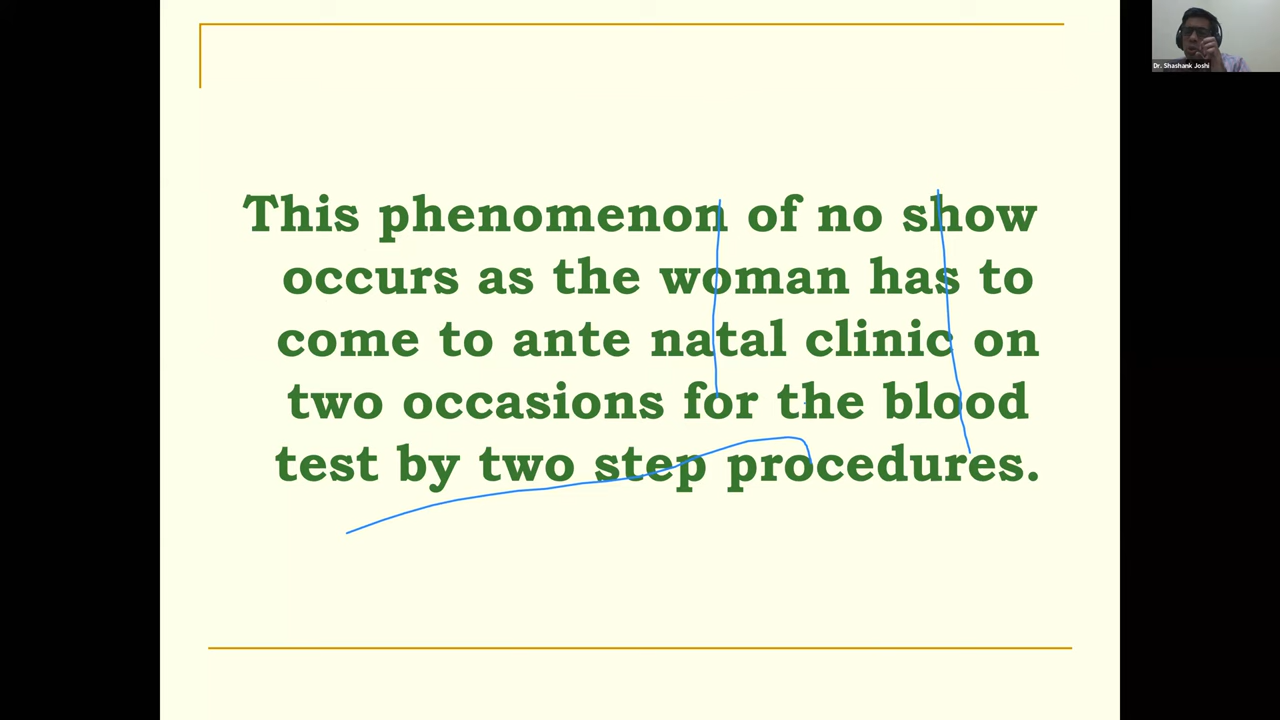 Dr. Shashank Joshi
This phenomenon of no show
occurs as the woman has to
come to ante natal clinic on
two occasions for the blood
test by two step procedures.